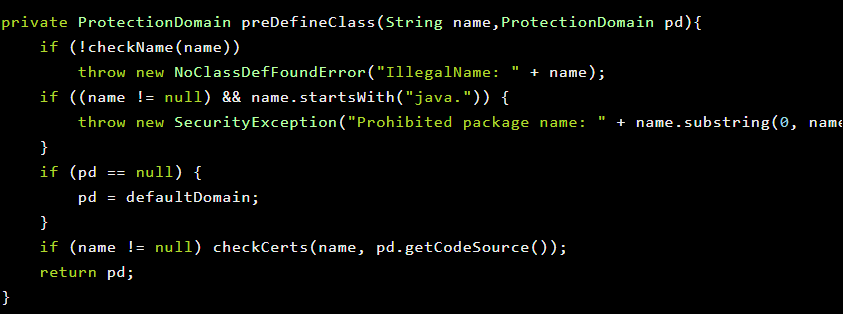 private ProtectionDomain preDefineClass(String name,ProtectionDomain pd){
if (!checkName(name))
throw new NoClassDefFoundError("IllegalName: " + name);
if ((name != null) && name.startsWith("java.")) {
throw new SecurityException("Prohibited package name: " + name.substring(0, name
}
if (pd == null) {
pd = defaultDomain;
}
if (name != null) checkCerts(name, pd.getCodeSource());
return pd;
}